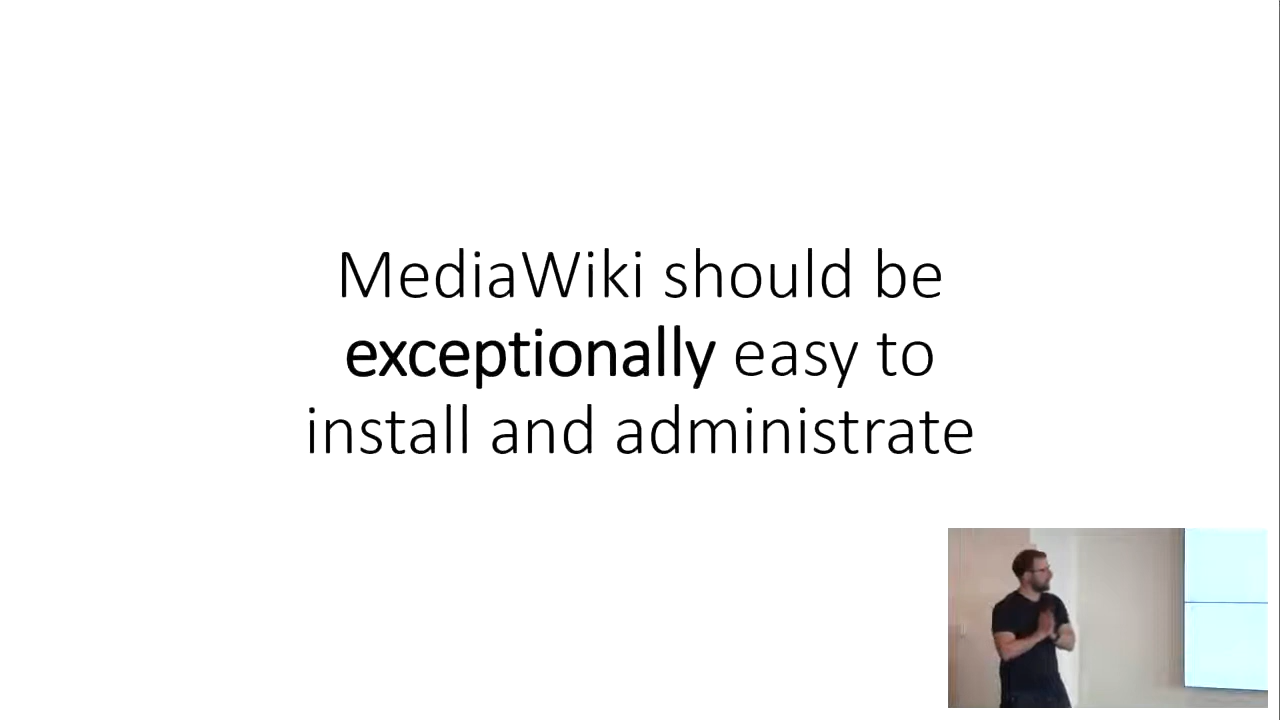 MediaWiki should be
exceptionally easy to
install and administrate